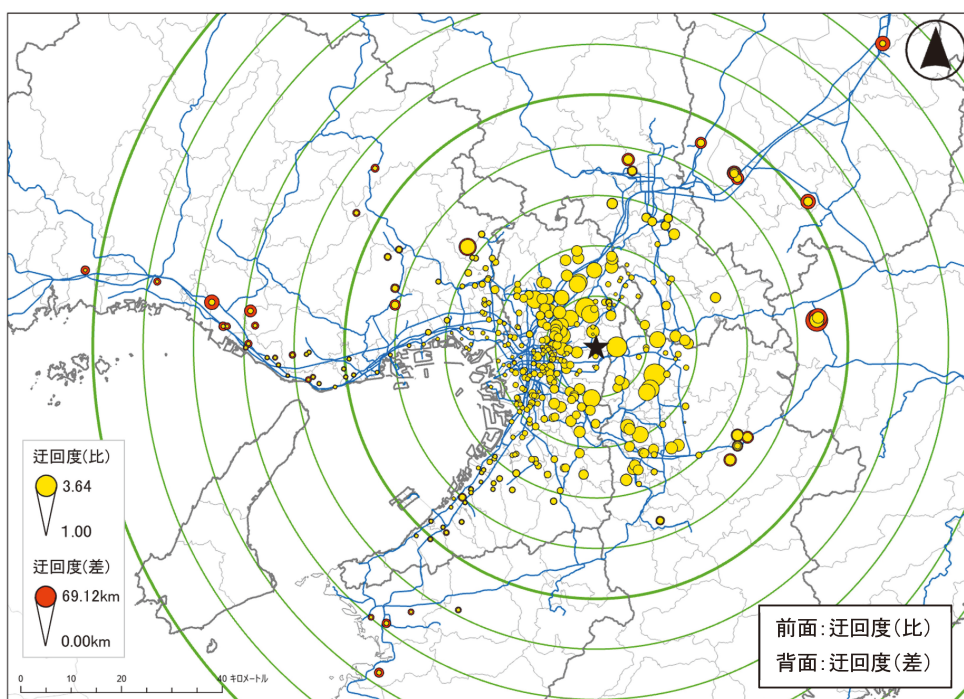 迂回度(比)
3.64
1.00
迂回度(差)
69.12km
0.00km
0 10 20 40 キロメートル
前面:迂回度(比)
背面:迂回度(差)